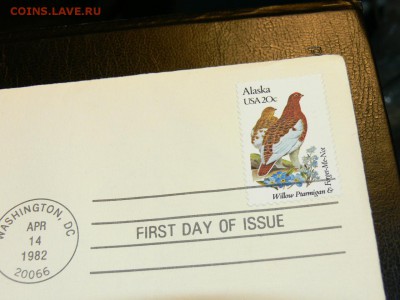 COINS.ЛАВЕ.RU
Alaska
USA 20c
Willow Ptarmigan &
Forget-Me-Not
WASHINGTON, DC
APR
14
1982
20066
FIRST DAY OF ISSUE